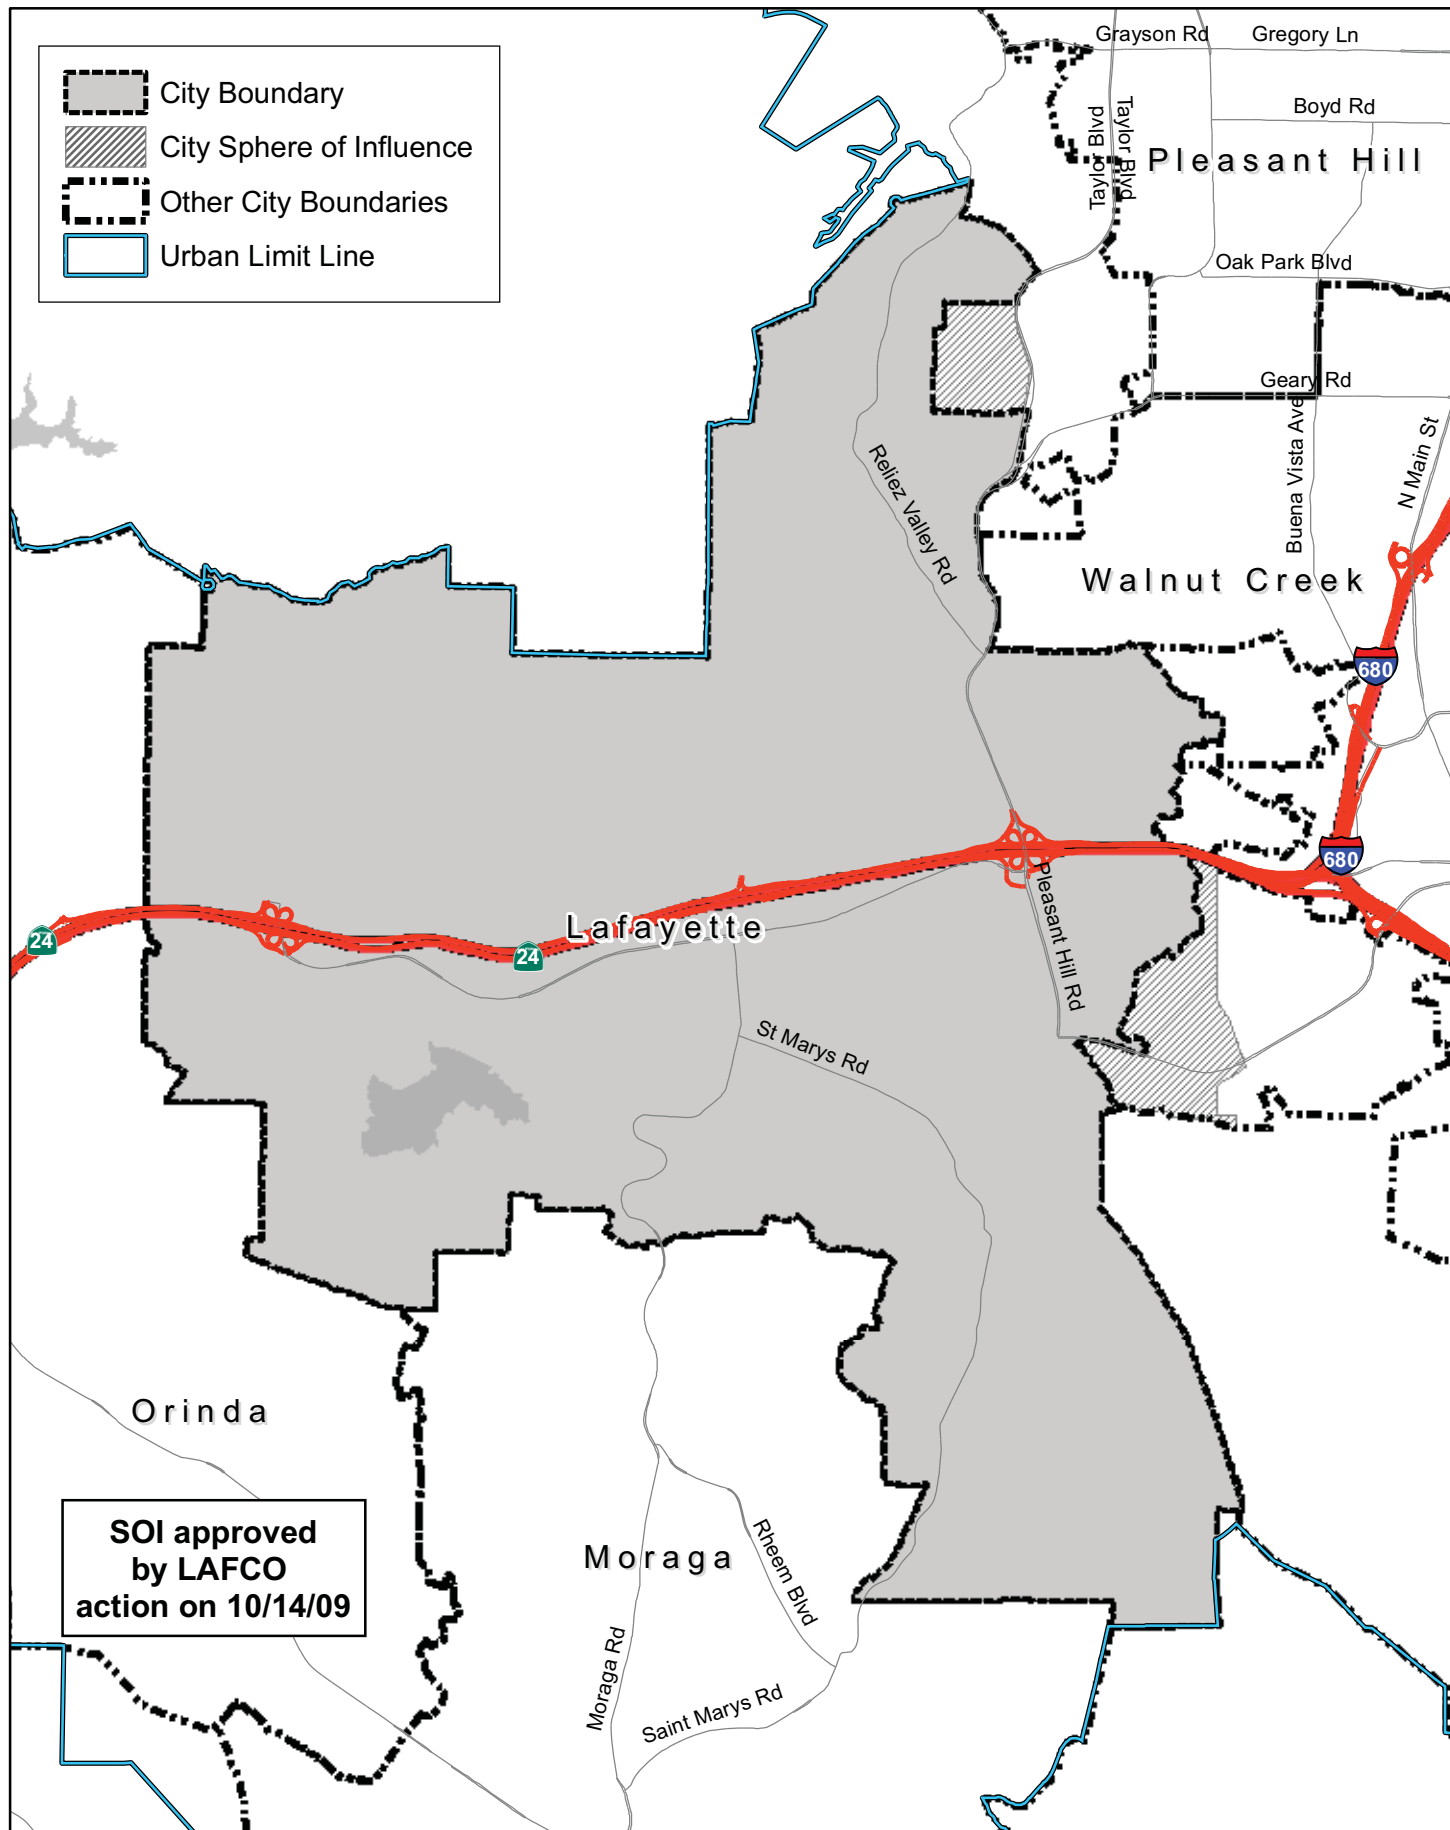 City Boundary
City Sphere of Influence
Other City Boundaries
Urban Limit Line
Grayson Rd
Gregory Ln
Boyd Rd
Taylor Blvd
Taylor Blvd
Pleasant Hill
Oak Park Blvd
Geary Rd
Buena Vista Ave
N Main St
Reliez Valley Rd
Walnut Creek
680
680
Pleasant Hill Rd
Lafayette
24
24
St Marys Rd
Orinda
SOI approved
by LAFCO
action on 10/14/09
Moraga
Rheem Blvd
Moraga Rd
Saint Marys Rd